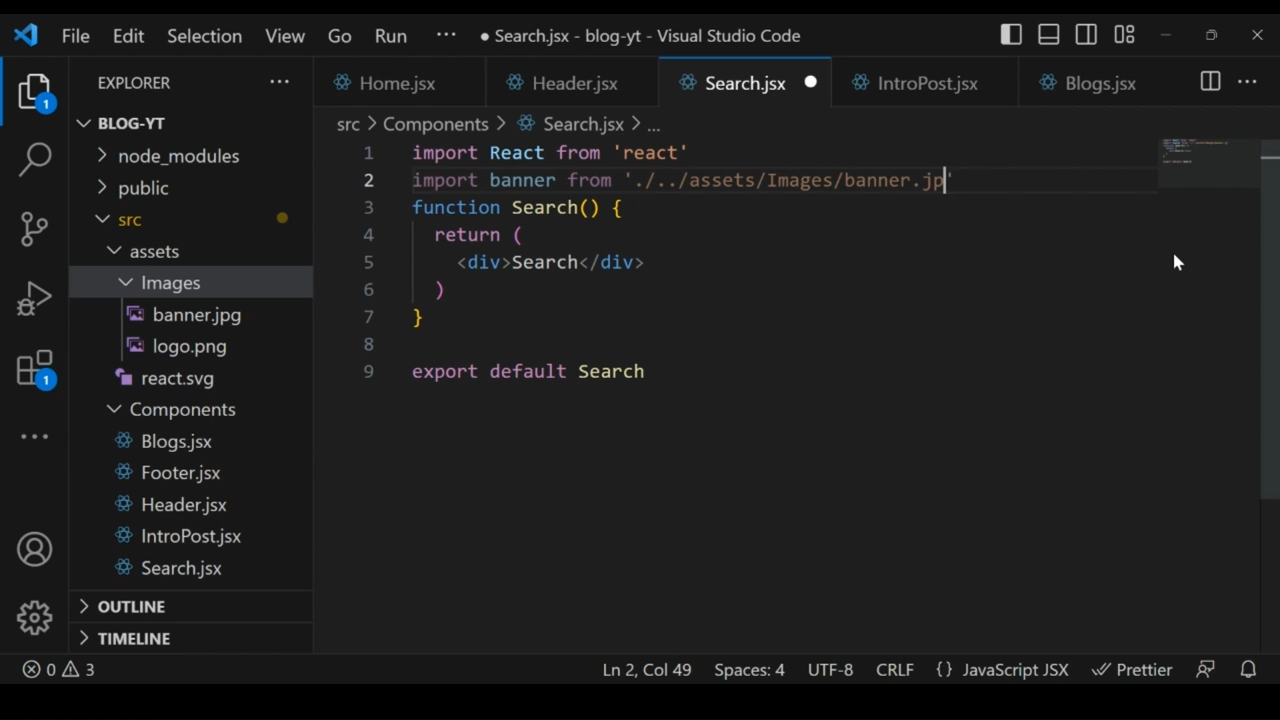 File Edit Selection View Go Run ··· ● Search.jsx - blog-yt - Visual Studio Code
EXPLORER ···
Home.jsx Header.jsx Search.jsx ● IntroPost.jsx Blogs.jsx ···
1
BLOG-YT
src > Components > Search.jsx > ...
node_modules
public
src
assets
Images
banner.jpg
logo.png
react.svg
Components
Blogs.jsx
Footer.jsx
Header.jsx
IntroPost.jsx
Search.jsx
OUTLINE
TIMELINE
1
1 import React from 'react'
2 import banner from './../assets/Images/banner.jp'
3 function Search() {
4 return (
5 <div>Search</div>
6 )
7 }
8
9 export default Search
0 3 Ln 2, Col 49 Spaces: 4 UTF-8 CRLF {} JavaScript JSX Prettier